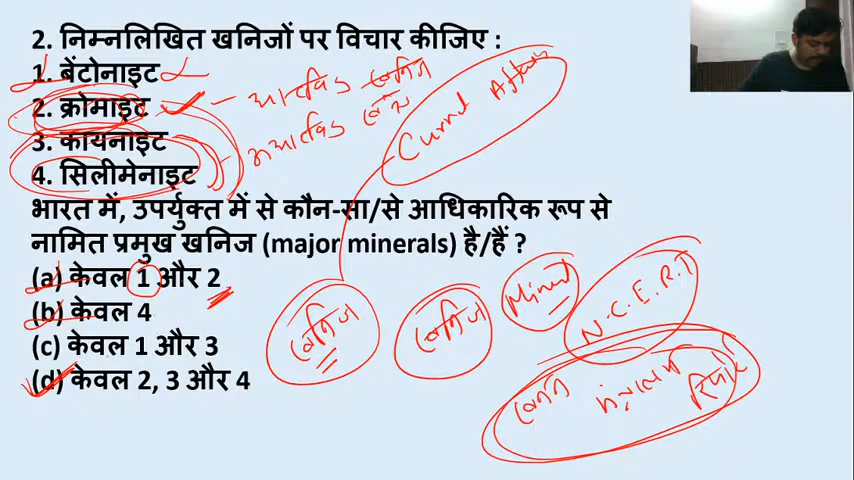 2. निम्नलिखित खनिजों पर विचार कीजिए :
1. बेंटोनाइट
2. क्रोमाइट
3. कायनाइट
4. सिलीमेनाइट
भारत में, उपर्युक्त में से कौन-सा/से आधिकारिक रूप से
नामित प्रमुख खनिज (major minerals) है/हैं ?
(a) केवल 1 और 2
(b) केवल 4
(c) केवल 1 और 3
(d) केवल 2, 3 और 4
Current Affairs
खनिज
खनिज
N.C.E.R.T
खनन मंत्रालय रिपोर्ट